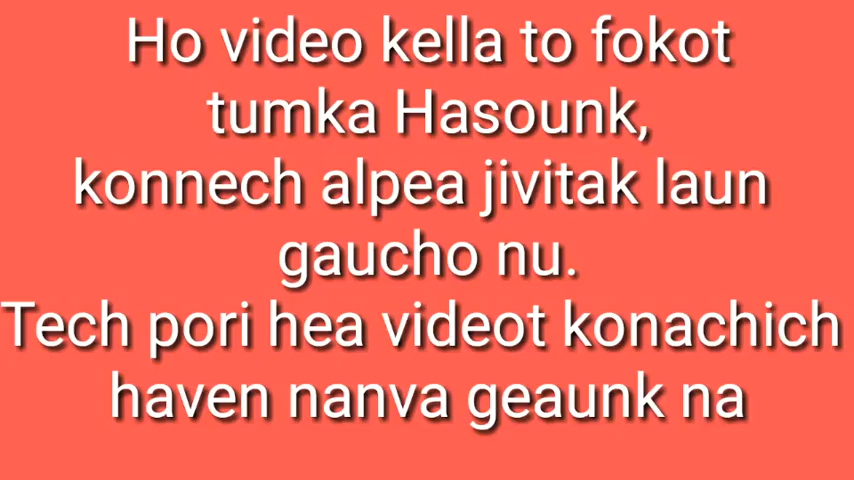 Ho video kella to fokot
tumka Hasounk,
konnech alpea jivitak laun
gaucho nu.
Tech pori hea videot konachich
haven nanva geaunk na